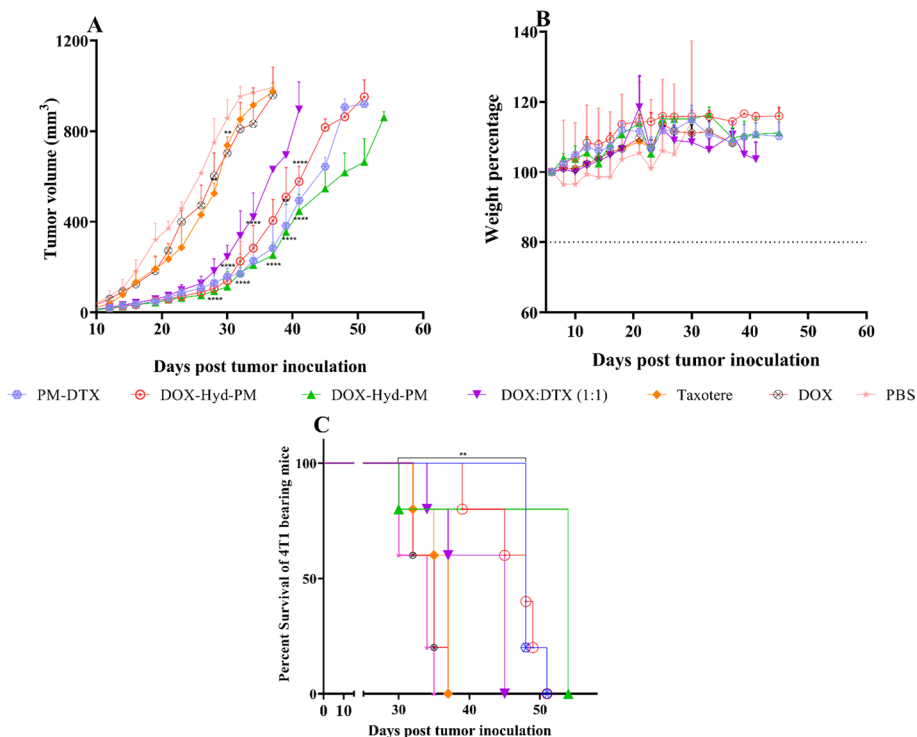 A
Tumor volume (mm³)
1200
800
400
0
10 20 30 40 50 60
Days post tumor inoculation
** ** ** **** **** **** **** **** **** **** ****
B
Weight percentage
140
120
100
80
60
10 20 30 40 50 60
Days post tumor inoculation
PM-DTX DOX-Hyd-PM DOX-Hyd-PM DOX:DTX (1:1) Taxotere DOX PBS
C
Percent Survival of 4T1 bearing mice
100
50
0
**
0 10 30 40 50
Days post tumor inoculation